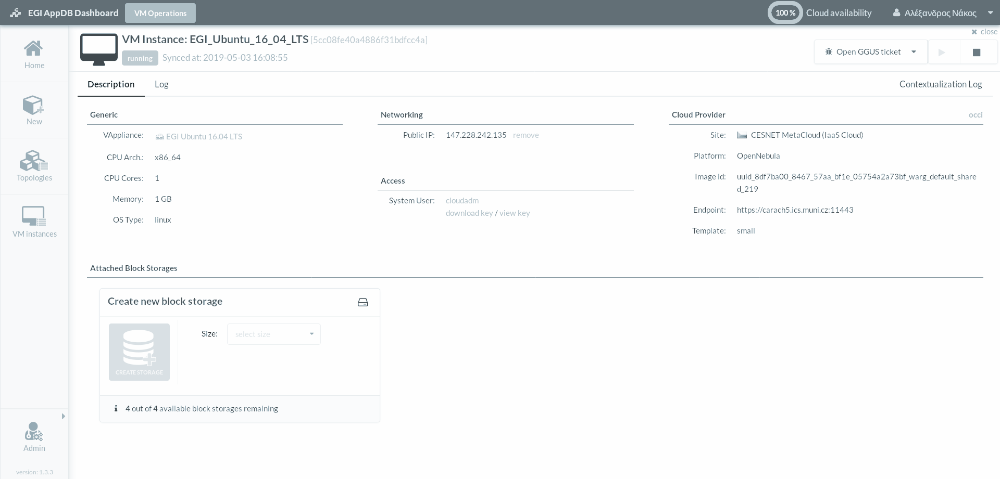 EGI AppDB Dashboard
VM Operations
100 %
Cloud availability
Αλέξανδρος Νάκος
close
VM Instance: EGI_Ubuntu_16_04_LTS [5cc08fe40a4886f31bdfcc4a]
running Synced at: 2019-05-03 16:08:55
Open GGUS ticket
Home
New
Topologies
VM instances
Admin
version: 1.3.3
Description
Log
Contextualization Log
Generic
VAppliance: EGI Ubuntu 16.04 LTS
CPU Arch.: x86_64
CPU Cores: 1
Memory: 1 GB
OS Type: linux
Networking
Public IP: 147.228.242.135 remove
Access
System User: cloudadm
download key / view key
Cloud Provider occi
Site: CESNET MetaCloud (IaaS Cloud)
Platform: OpenNebula
Image id: uuid_8df7ba00_8467_57aa_bf1e_05754a2a73bf_warg_default_share
d_219
Endpoint: https://carach5.ics.muni.cz:11443
Template: small
Attached Block Storages
Create new block storage
CREATE STORAGE
Size: select size
4 out of 4 available block storages remaining